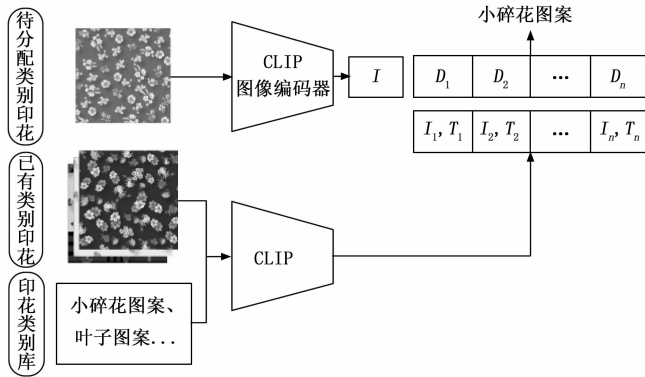 小碎花图案
待分配类别印花
CLIP
图像编码器
I
D1 D2 ... Dn
I1, T1 I2, T2 ... In, Tn
已有类别印花
CLIP
印花类别库
小碎花图案、
叶子图案...